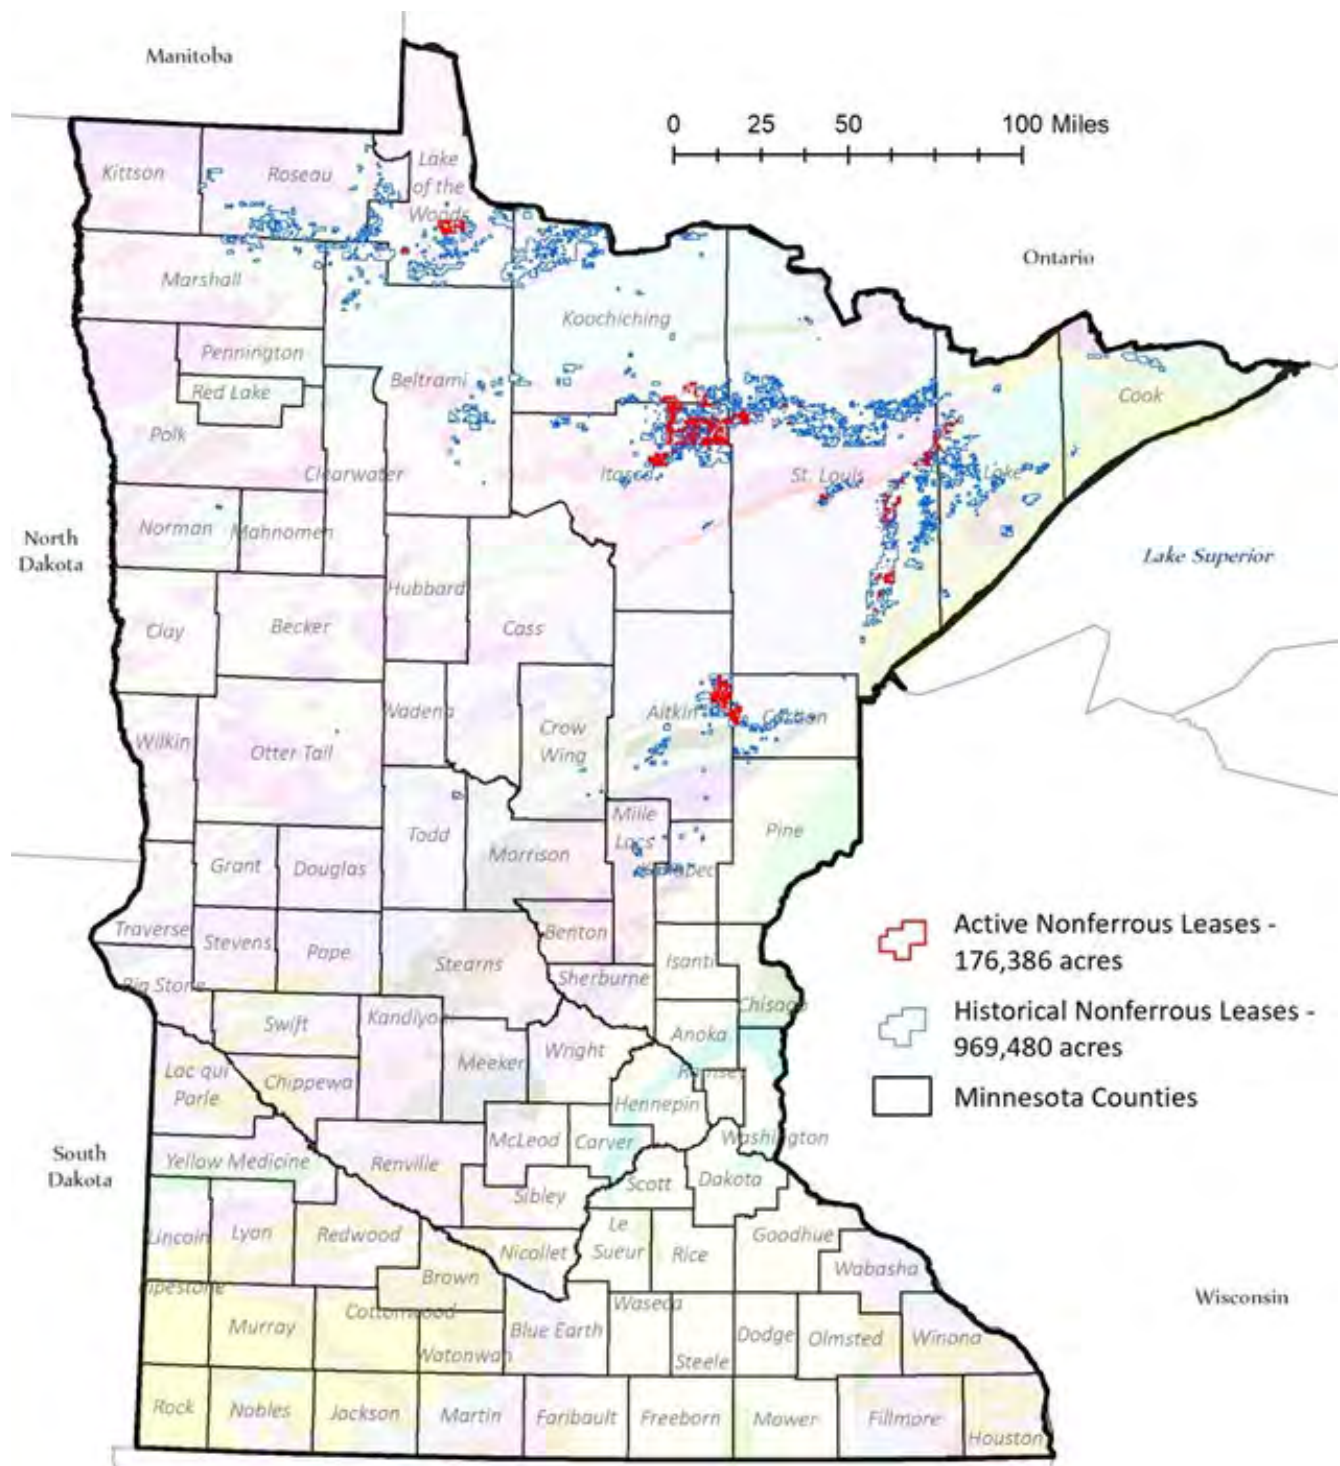 Manitoba
0 25 50 100 Miles
Kittson
Roseau
Lake
of the
Woods
Ontario
Marshall
Koochiching
Pennington
Beltrami
Red Lake
Cook
Polk
Clearwater
Itasca
St. Louis
Lake
Norman
Mahnomen
North
Dakota
Lake Superior
Hubbard
Clay
Becker
Cass
Wadena
Aitkin
Carlton
Crow
Wing
Wilkin
Otter Tail
Mille
Lacs
Pine
Todd
Morrison
Grant
Douglas
Kanabec
Traverse
Stevens
Pape
Benton
Active Nonferrous Leases -
176,386 acres
Stearns
Isanti
Big Stone
Sherburne
Chisago
Historical Nonferrous Leases -
969,480 acres
Swift
Kandiyohi
Anoka
Meeker
Wright
Lac qui
Parle
Chippewa
Ramsey
Hennepin
Minnesota Counties
McLeod
Carver
Washington
South
Dakota
Yellow Medicine
Renville
Scott
Dakota
Sibley
Lincoln
Lyon
Redwood
Le
Sueur
Nicollet
Rice
Goodhue
Brown
Wabasha
Pipestone
Cottonwood
Waseca
Wisconsin
Murray
Blue Earth
Dodge
Olmsted
Winona
Watonwan
Steele
Rock
Nobles
Jackson
Martin
Faribault
Freeborn
Mower
Fillmore
Houston